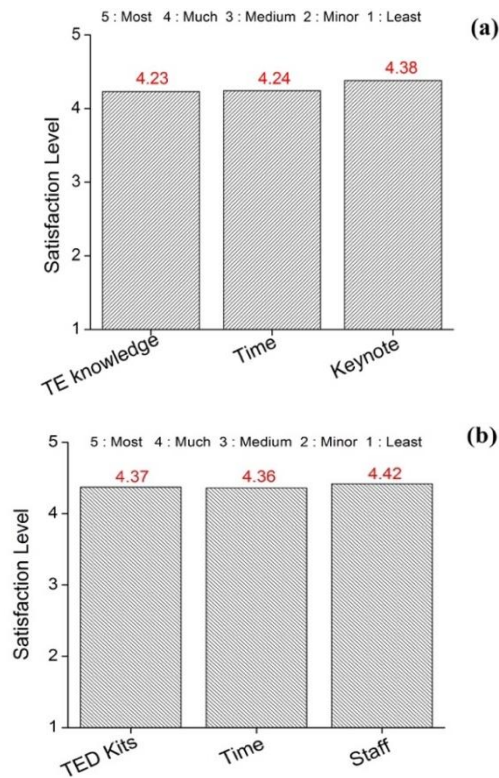 5 : Most 4 : Much 3 : Medium 2 : Minor 1 : Least
(a)
5
4
3
2
1
Satisfaction Level
4.23
4.24
4.38
TE knowledge
Time
Keynote
(b)
5
4
3
2
1
5 : Most 4 : Much 3 : Medium 2 : Minor 1 : Least
Satisfaction Level
4.37
4.36
4.42
TED Kits
Time
Staff